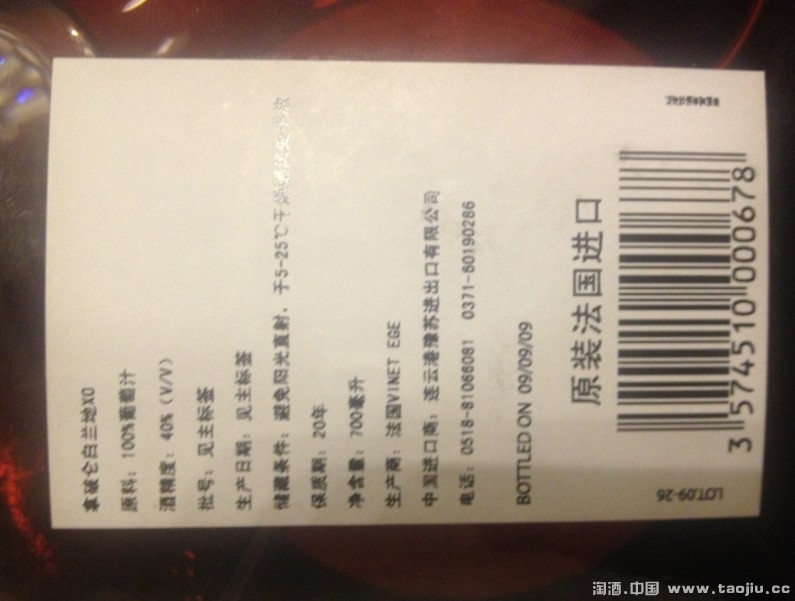 拿破仑白兰地XO
原料：100%葡萄汁
酒精度：40%（V/V）
批号：见主标签
生产日期：见主标签
储藏条件：避免阳光直射，于5-25℃干燥
保质期：20年
净含量：700毫升
生产商：法国VINET EGE
中国进口商：连云港豫苏进出口有限公司
电话：0518-81066081 0371-60190286
BOTTLED ON 09/09/09
原装法国进口
3 574510 000678
LOT.09-26
淘酒.中国 www.taojiu.cc